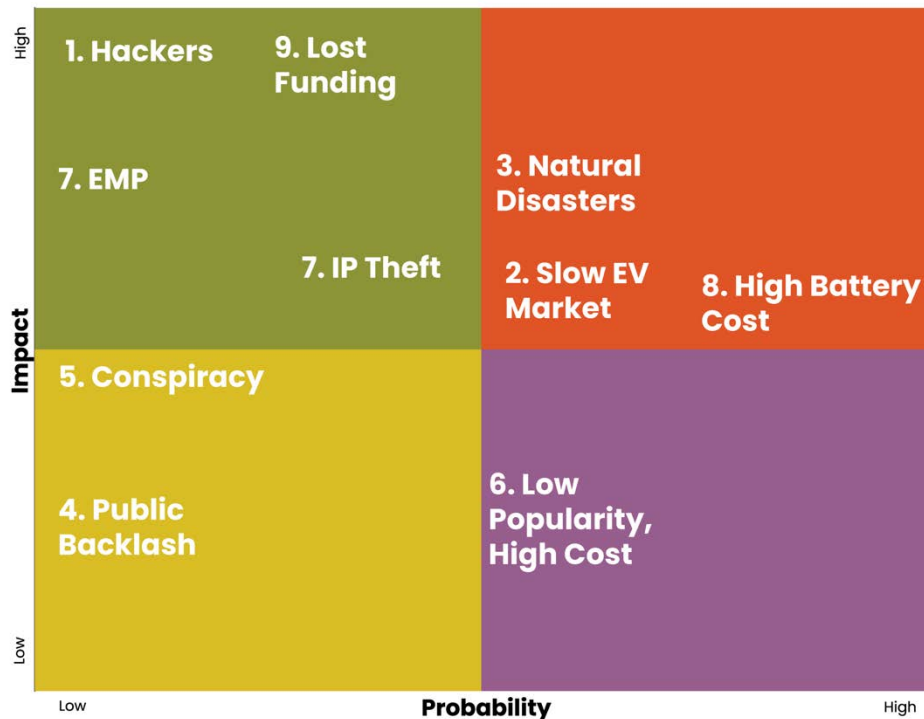 High
1. Hackers
9. Lost
Funding
7. EMP
3. Natural
Disasters
7. IP Theft
2. Slow EV
Market
8. High Battery
Cost
Impact
5. Conspiracy
4. Public
Backlash
6. Low
Popularity,
High Cost
Low
Low
Probability
High